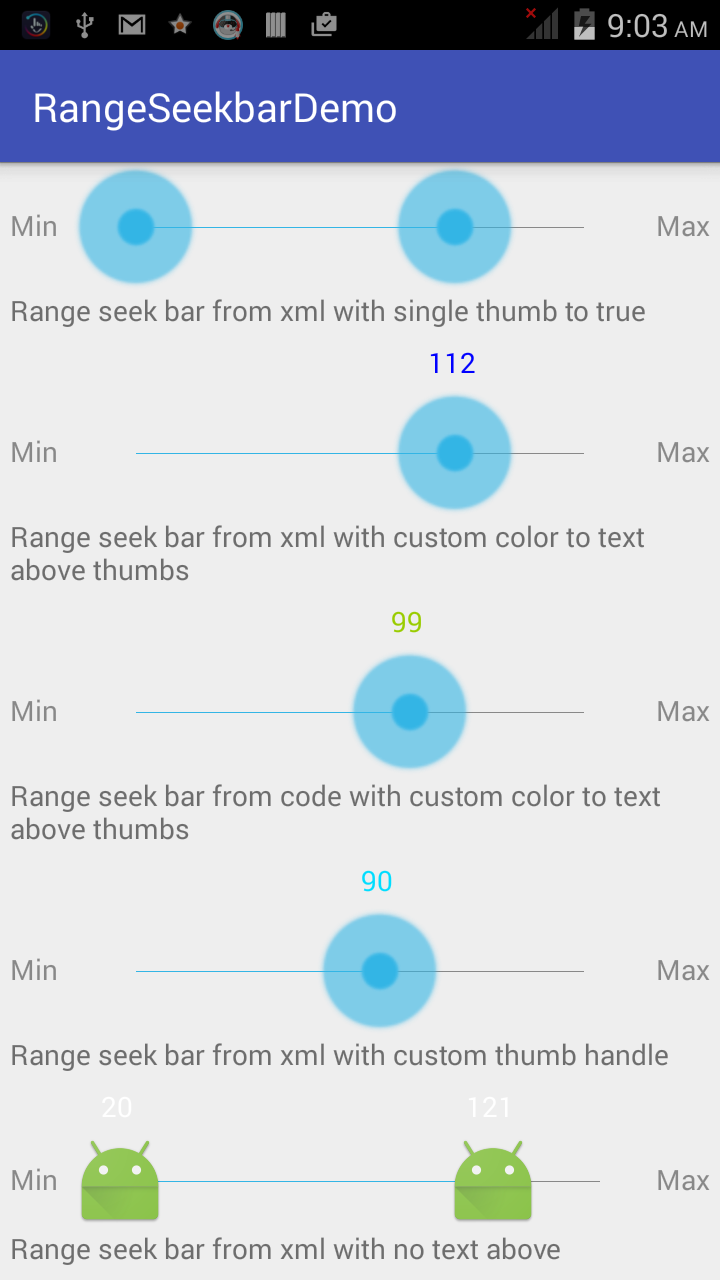 9:03 AM
RangeSeekbarDemo
Min Max
Range seek bar from xml with single thumb to true
112
Min Max
Range seek bar from xml with custom color to text
above thumbs
99
Min Max
Range seek bar from code with custom color to text
above thumbs
90
Min Max
Range seek bar from xml with custom thumb handle
20 121
Min Max
Range seek bar from xml with no text above